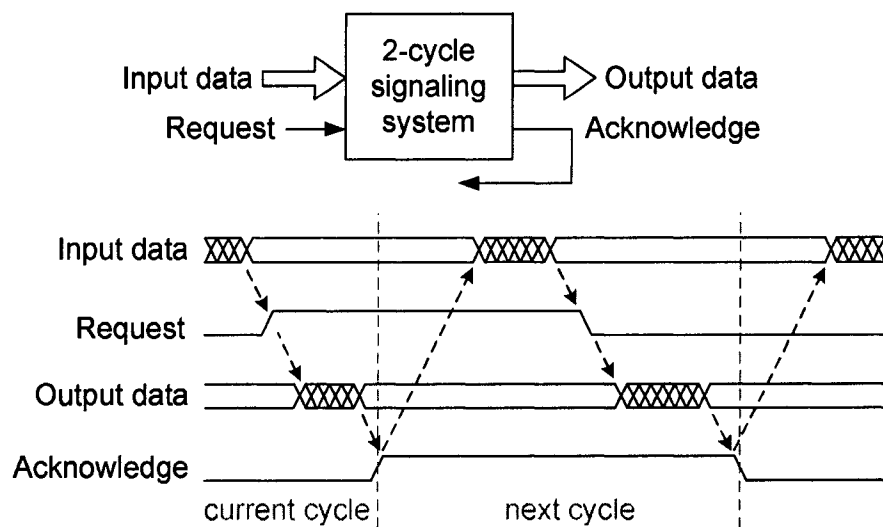 2-cycle
signaling
system
Input data
Output data
Request
Acknowledge
Input data
Request
Output data
Acknowledge
current cycle
next cycle